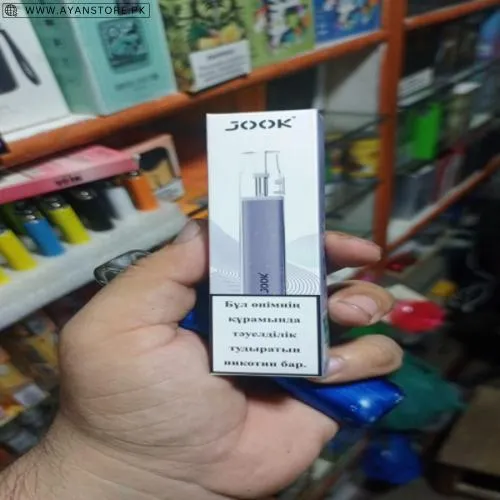 WWW.AYANSTORE.PK
JOOK
JOOK
Бұл өнімнің
құрамында
тәуелділік
тудыратын
никотин бар.